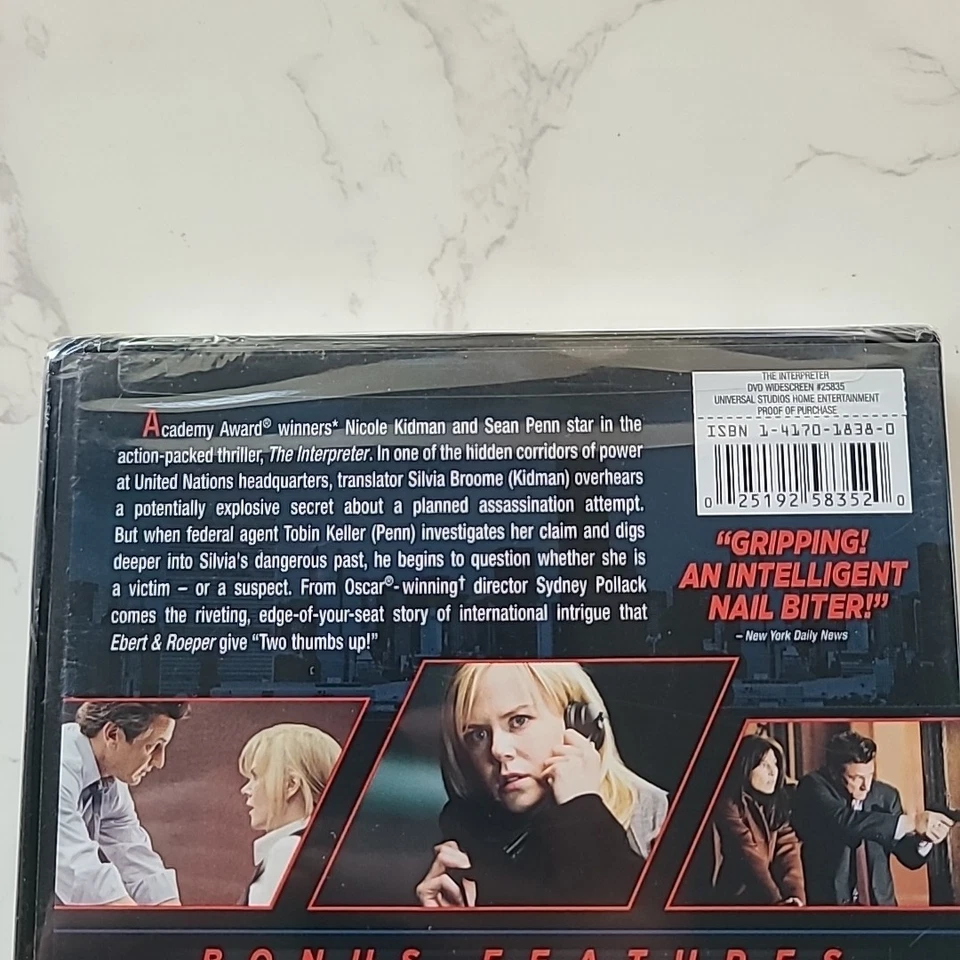 Academy Award® winners* Nicole Kidman and Sean Penn star in the
action-packed thriller, The Interpreter. In one of the hidden corridors of power
at United Nations headquarters, translator Silvia Broome (Kidman) overhears
a potentially explosive secret about a planned assassination attempt.
But when federal agent Tobin Keller (Penn) investigates her claim and digs
deeper into Silvia's dangerous past, he begins to question whether she is
a victim – or a suspect. From Oscar®-winning† director Sydney Pollack
comes the riveting, edge-of-your-seat story of international intrigue that
Ebert & Roeper give “Two thumbs up!”
THE INTERPRETER
DVD WIDESCREEN #25835
UNIVERSAL STUDIOS HOME ENTERTAINMENT
PROOF OF PURCHASE
ISBN 1-4170-1838-0
0 25192 58352 0
“GRIPPING!
AN INTELLIGENT
NAIL BITER!”
– New York Daily News
BONUS FEATURES